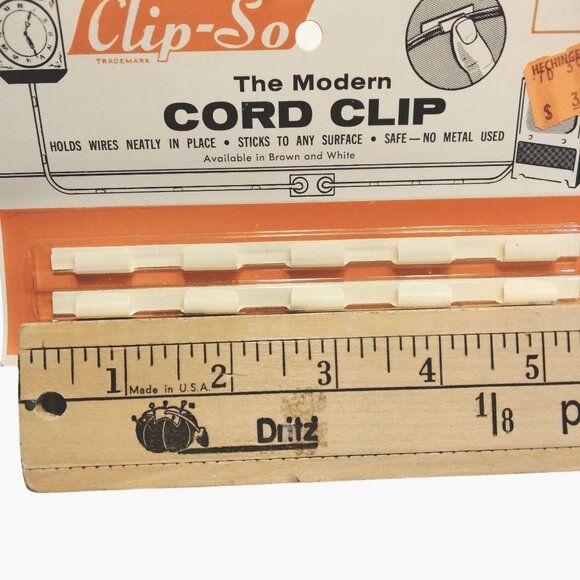 Clip-So
TRADEMARK
The Modern
CORD CLIP
HOLDS WIRES NEATLY IN PLACE • STICKS TO ANY SURFACE • SAFE—NO METAL USED
Available in Brown and White
$ 3
1 2 3 4 5
Made in U.S.A.
Dritz
1/8
p